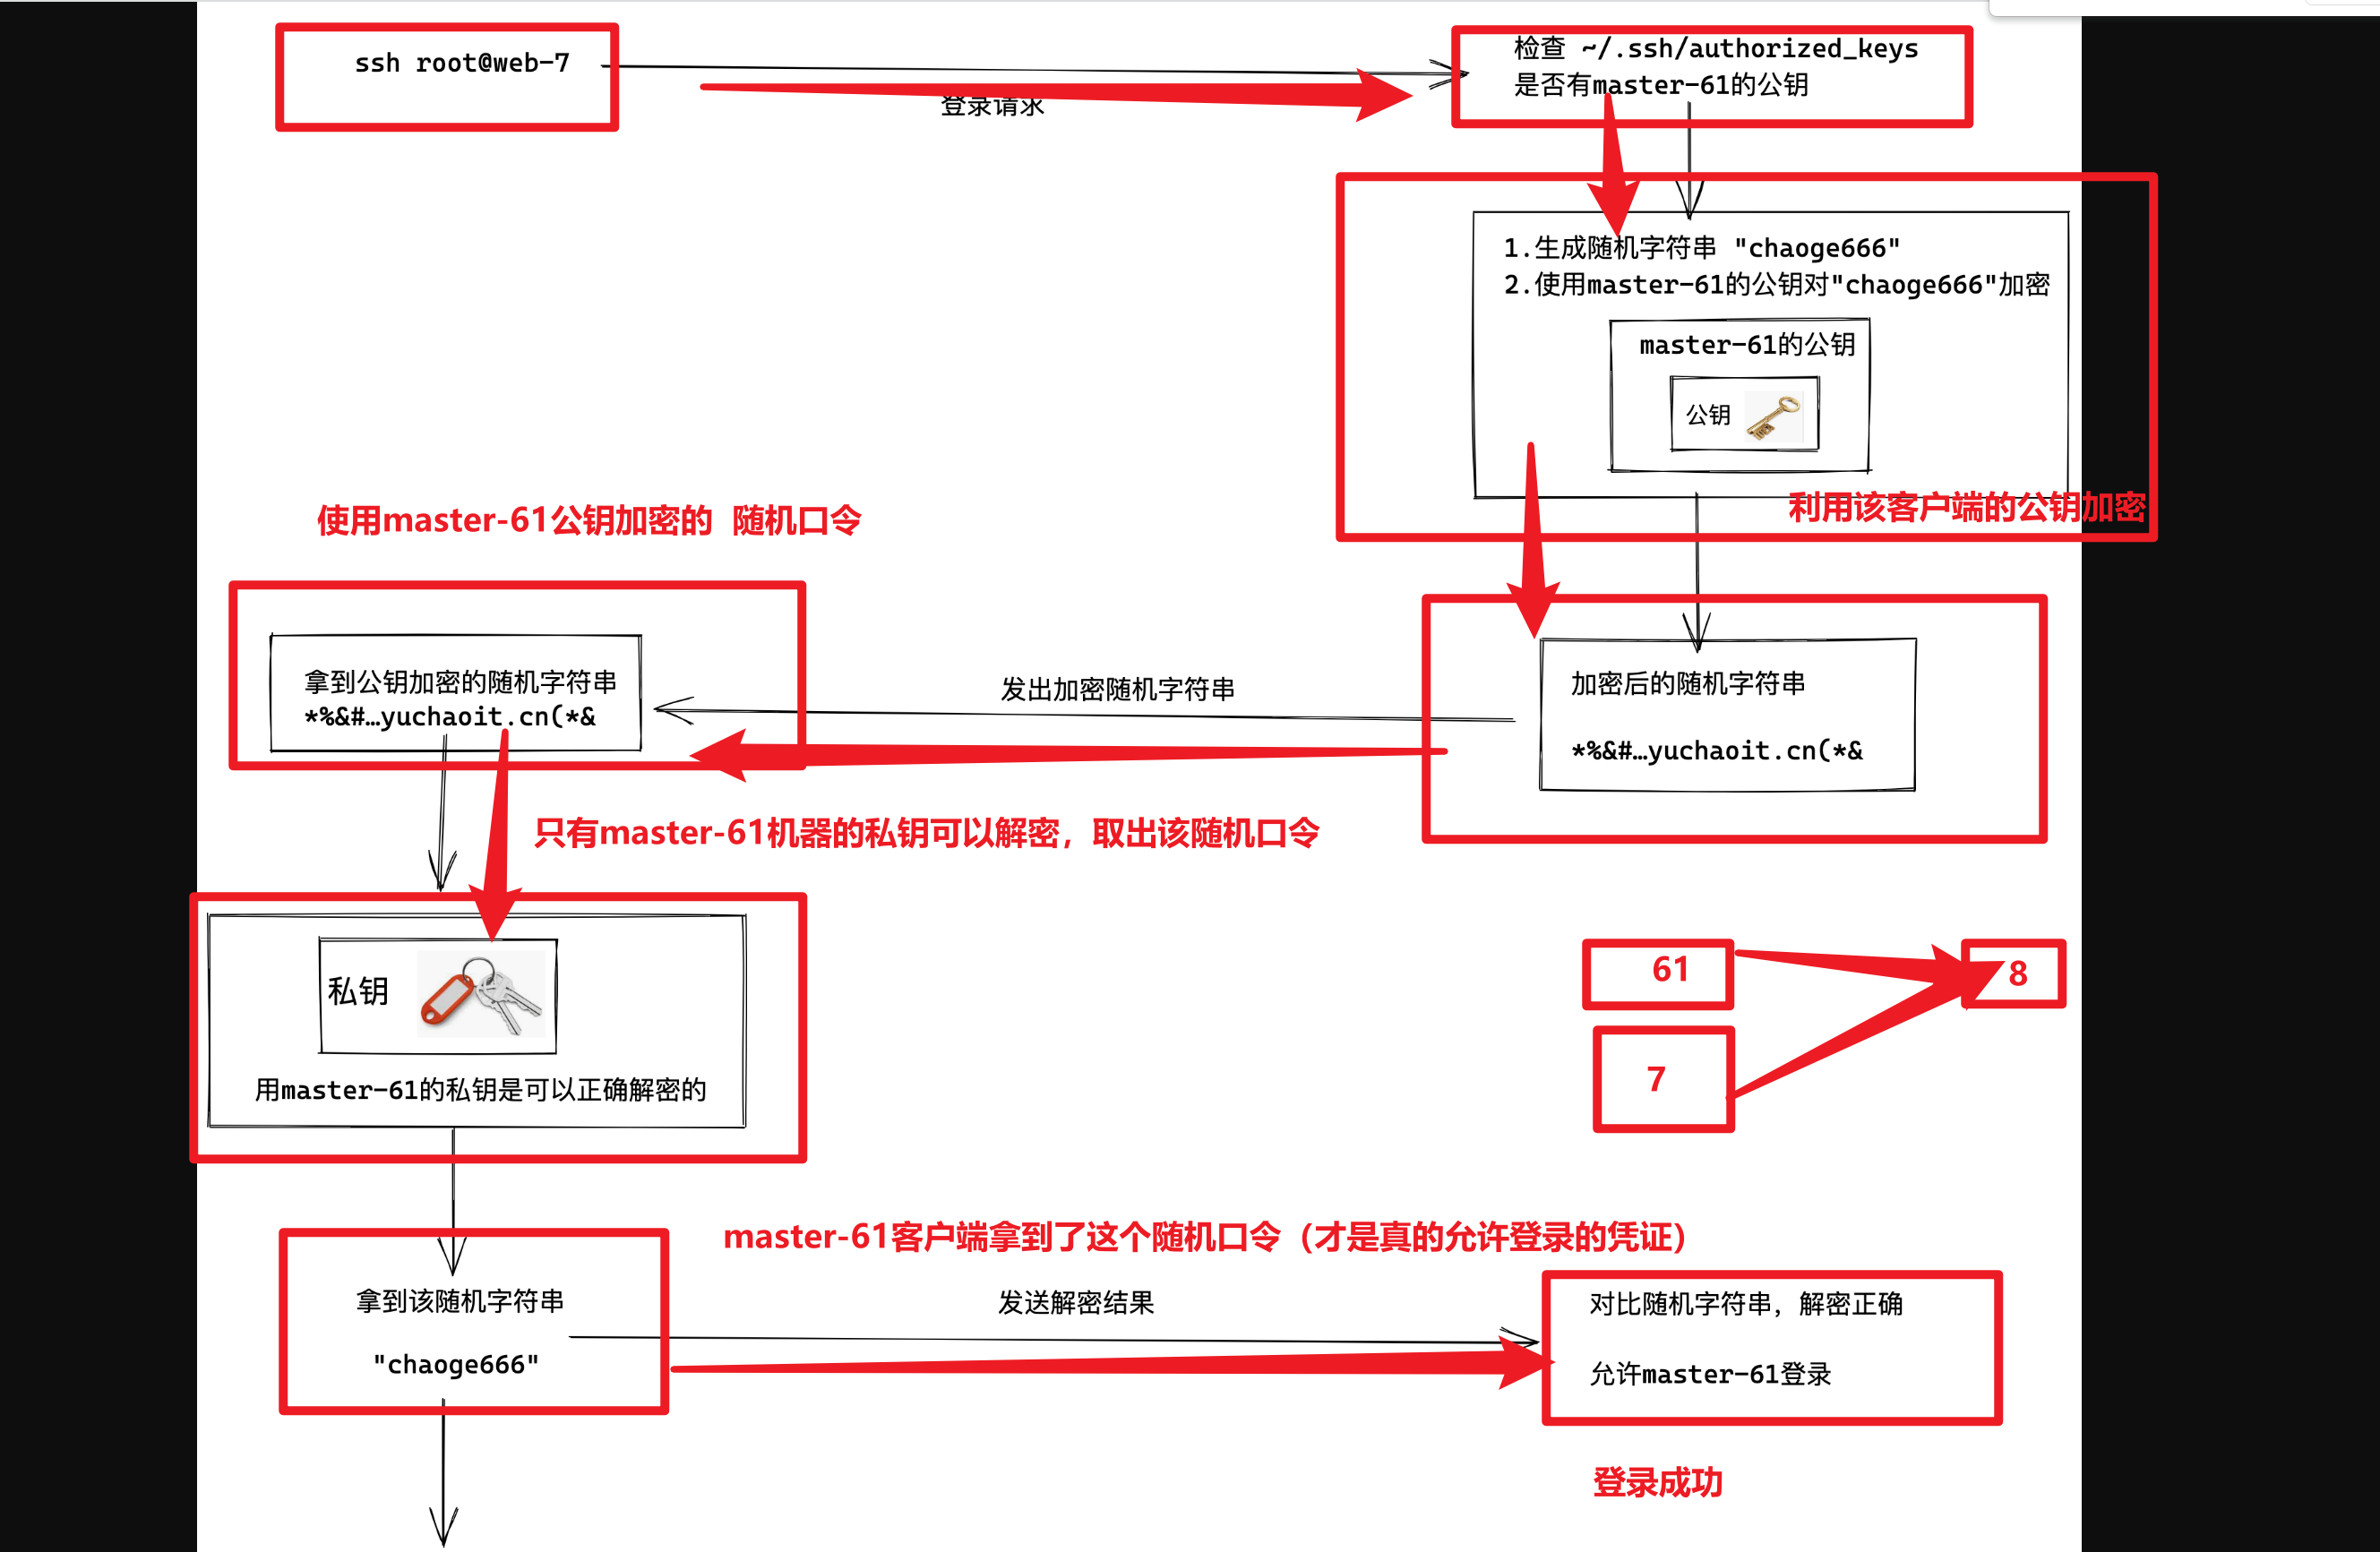 ssh root@web-7
登录请求
检查 ~/.ssh/authorized_keys
是否有master-61的公钥
1.生成随机字符串 "chaoge666"
2.使用master-61的公钥对"chaoge666"加密
master-61的公钥
公钥
利用该客户端的公钥加密
使用master-61公钥加密的 随机口令
拿到公钥加密的随机字符串
*%&#…yuchaoit.cn(*&
发出加密随机字符串
加密后的随机字符串
*%&#…yuchaoit.cn(*&
只有master-61机器的私钥可以解密，取出该随机口令
私钥
用master-61的私钥是可以正确解密的
61
8
7
master-61客户端拿到了这个随机口令（才是真的允许登录的凭证）
拿到该随机字符串
"chaoge666"
发送解密结果
对比随机字符串，解密正确
允许master-61登录
登录成功